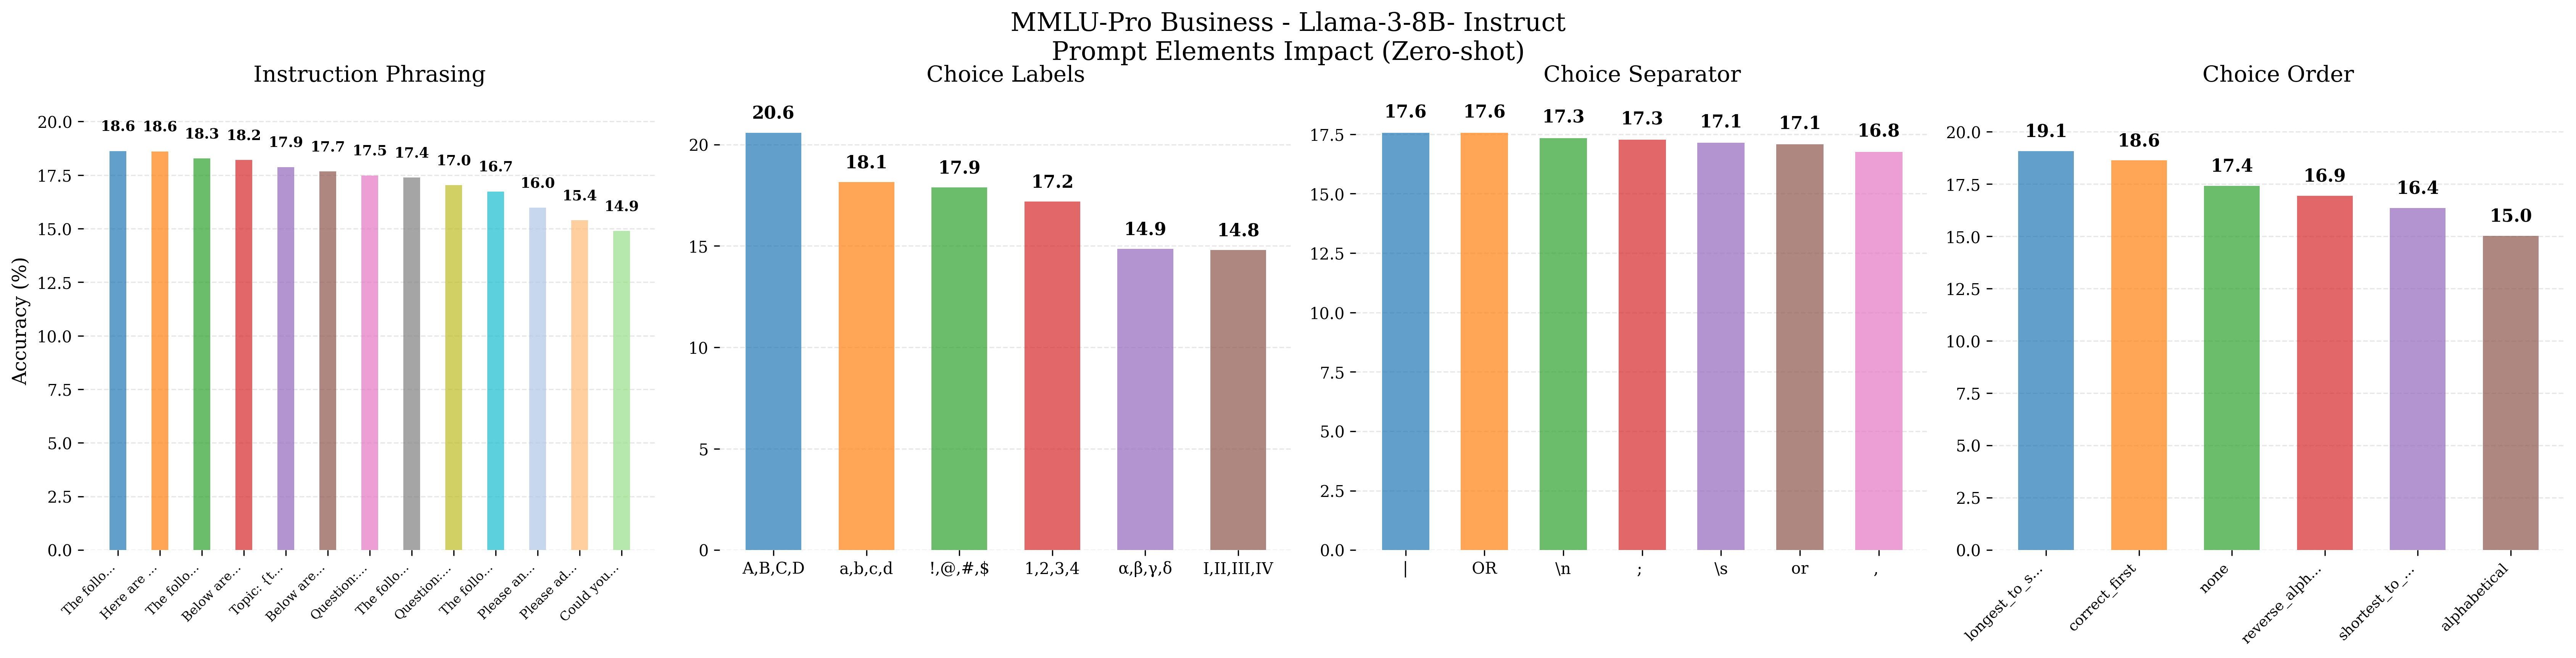 MMLU-Pro Business - Llama-3-8B- Instruct
Prompt Elements Impact (Zero-shot)
Instruction Phrasing
Accuracy (%)
20.0
17.5
15.0
12.5
10.0
7.5
5.0
2.5
0.0
18.6 18.6 18.3 18.2 17.9 17.7 17.5 17.4 17.0 16.7 16.0 15.4 14.9
The follo...
Here are ...
The follo...
Below are...
Topic: {t...
Below are...
Question:...
The follo...
Question:...
The follo...
Please an...
Please ad...
Could you...
Choice Labels
20
15
10
5
0
20.6 18.1 17.9 17.2 14.9 14.8
A,B,C,D a,b,c,d !,@,#,$ 1,2,3,4 α,β,γ,δ I,II,III,IV
Choice Separator
17.5
15.0
12.5
10.0
7.5
5.0
2.5
0.0
17.6 17.6 17.3 17.3 17.1 17.1 16.8
| OR \n ; \s or ,
Choice Order
20.0
17.5
15.0
12.5
10.0
7.5
5.0
2.5
0.0
19.1 18.6 17.4 16.9 16.4 15.0
longest_to_s...
correct_first
none
reverse_alph...
shortest_to_...
alphabetical